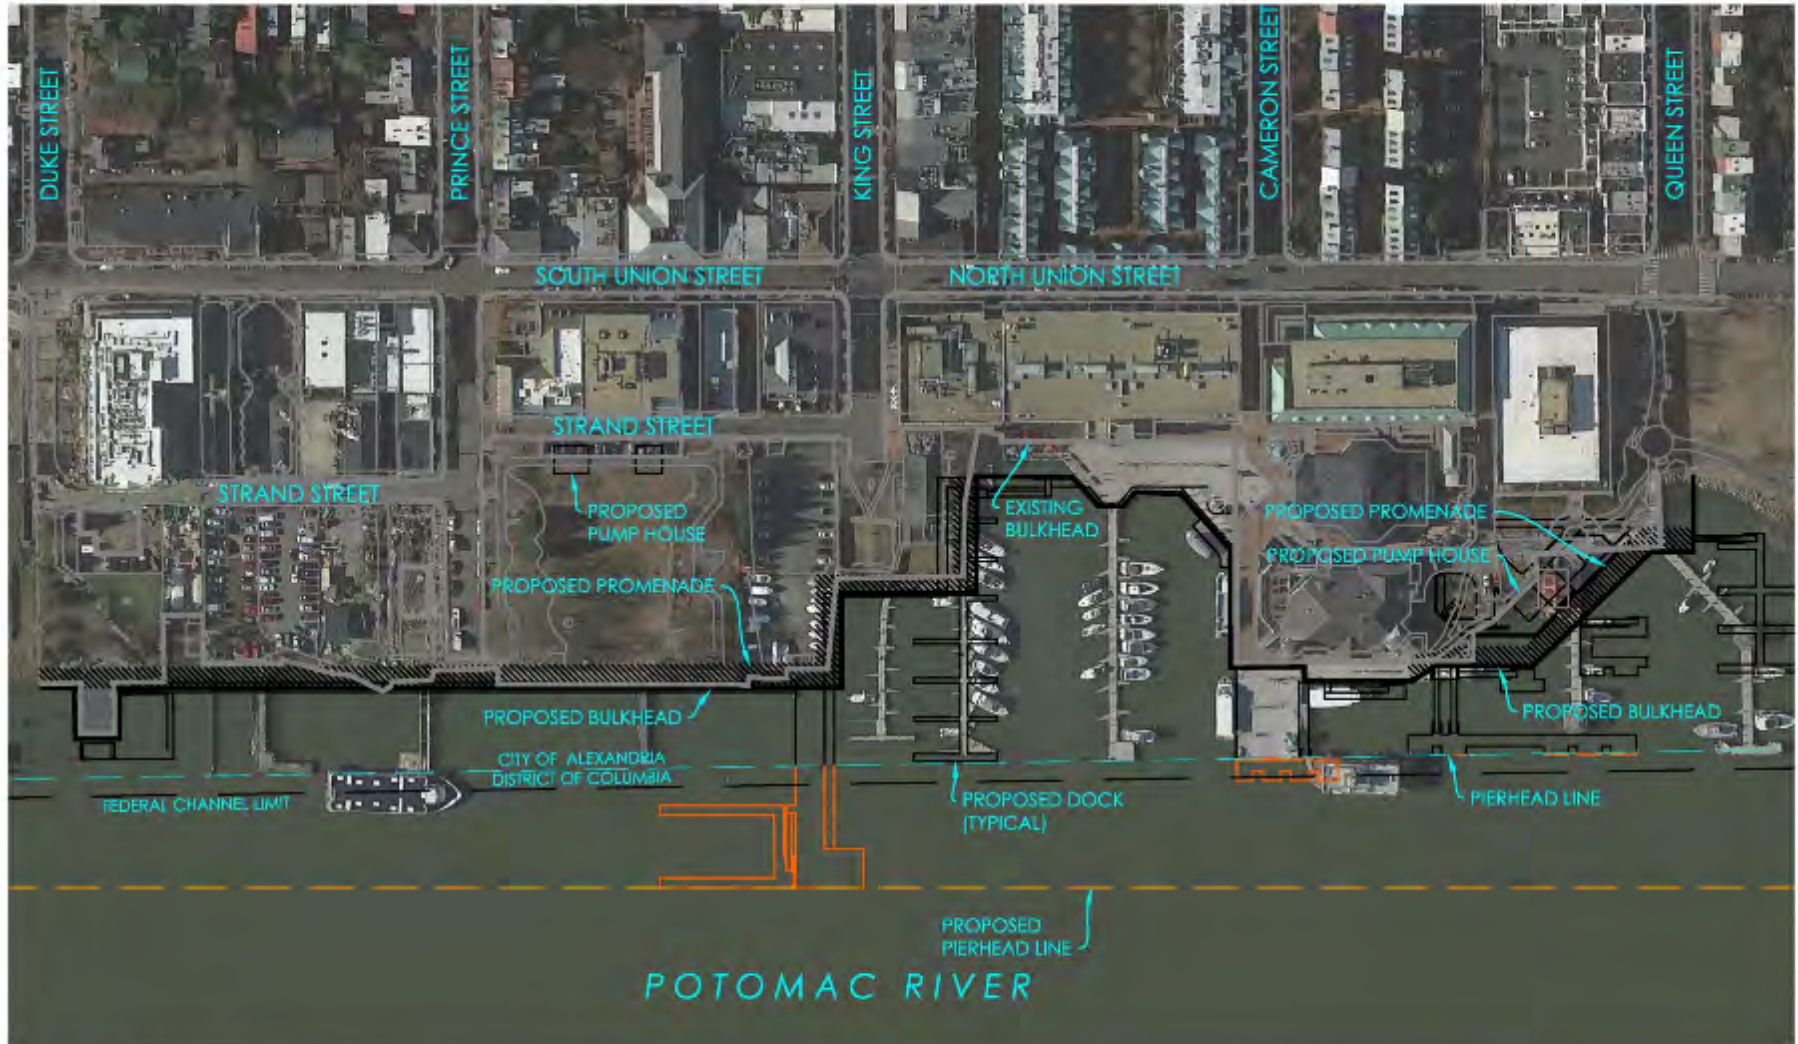 DUKE STREET
PRINCE STREET
KING STREET
CAMERON STREET
QUEEN STREET
SOUTH UNION STREET
NORTH UNION STREET
STRAND STREET
STRAND STREET
PROPOSED
PUMP HOUSE
EXISTING
BULKHEAD
PROPOSED PROMENADE
PROPOSED PUMP HOUSE
PROPOSED PROMENADE
PROPOSED BULKHEAD
PROPOSED BULKHEAD
CITY OF ALEXANDRIA
DISTRICT OF COLUMBIA
FEDERAL CHANNEL LIMIT
PROPOSED DOCK
(TYPICAL)
PIERHEAD LINE
PROPOSED
PIERHEAD LINE
POTOMAC RIVER